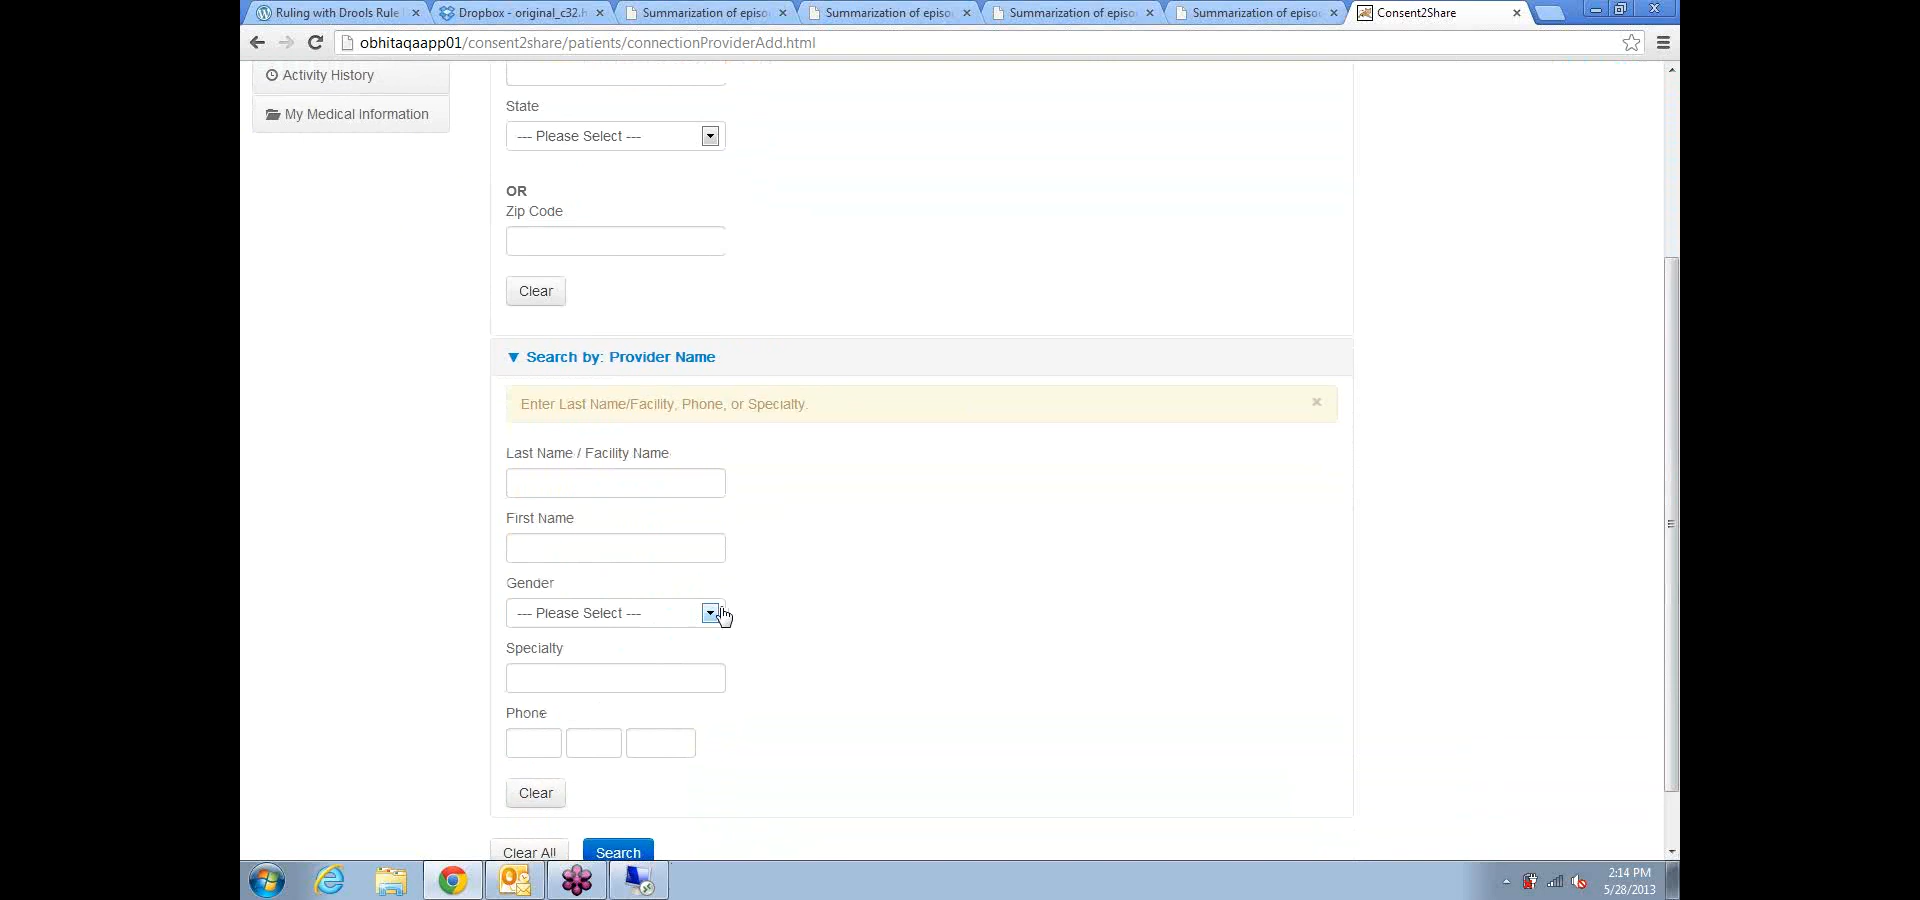 Ruling with Drools Rule
Dropbox - original_c32.h
Summarization of episo
Summarization of episo
Summarization of episo
Summarization of episo
Consent2Share
obhitaqaapp01/consent2share/patients/connectionProviderAdd.html
Activity History
My Medical Information
State
--- Please Select ---
OR
Zip Code
Clear
Search by: Provider Name
Enter Last Name/Facility, Phone, or Specialty.
Last Name / Facility Name
First Name
Gender
--- Please Select ---
Specialty
Phone
Clear
Clear All
Search
2:14 PM
5/28/2013